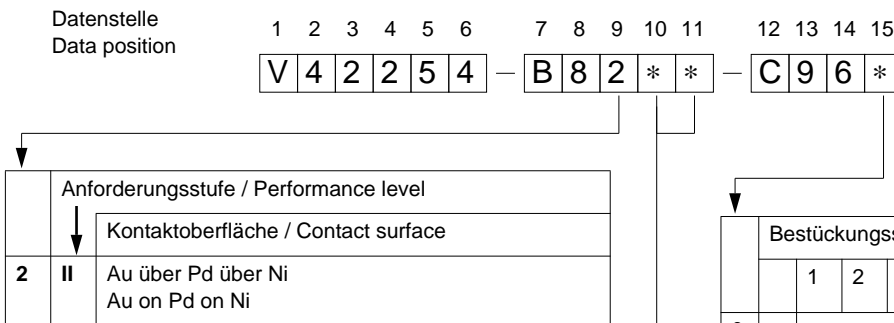 Datenstelle
Data position
1 2 3 4 5 6 7 8 9 10 11 12 13 14 15
V 4 2 2 5 4 – B 8 2 * * – C 9 6 *
Anforderungsstufe / Performance level
Kontaktoberfläche / Contact surface
Bestückungss
1 2
2 II Au über Pd über Ni
Au on Pd on Ni